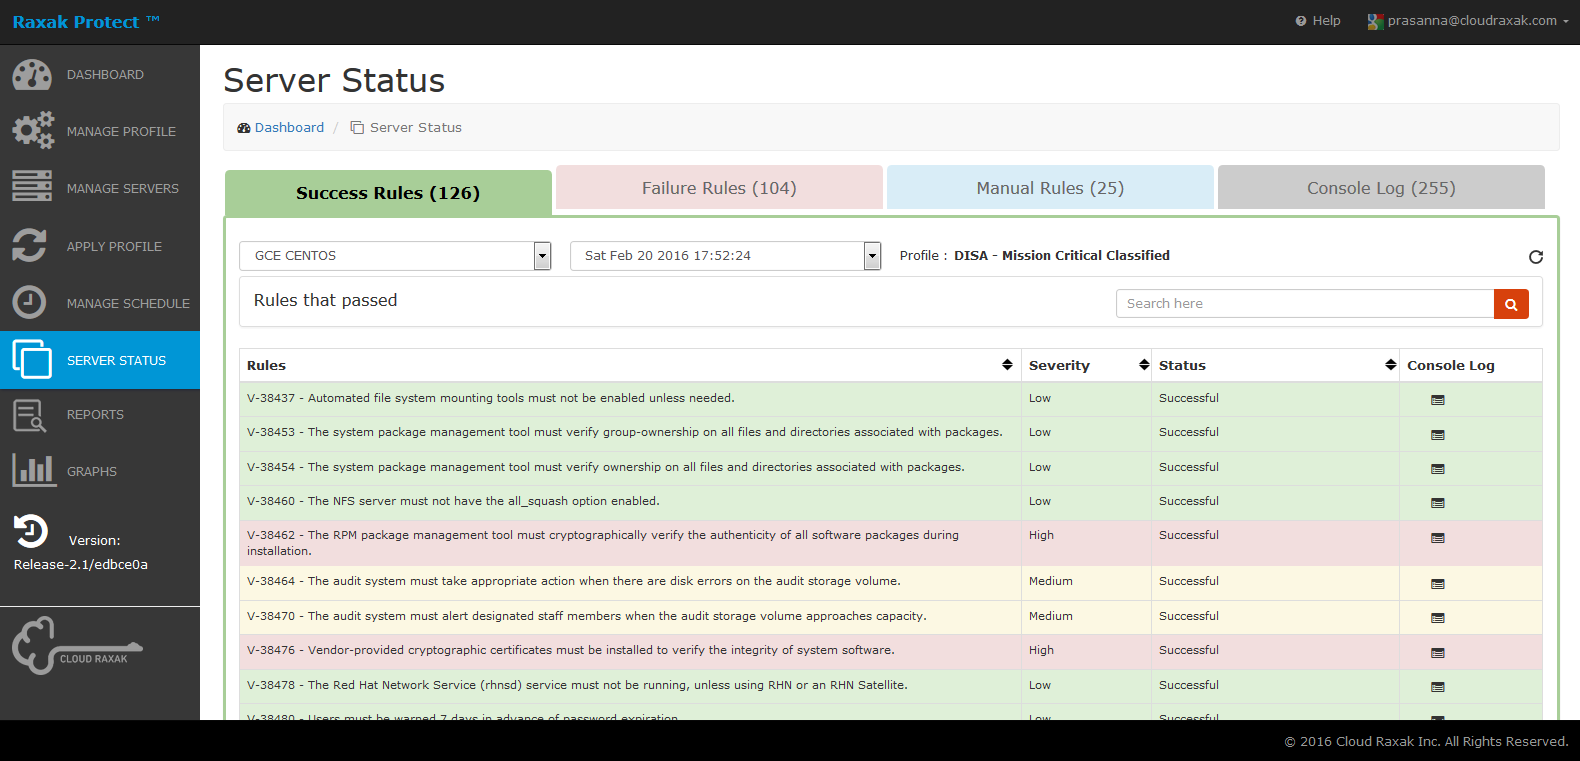 Raxak Protect ™
Help
prasanna@cloudraxak.com
DASHBOARD
MANAGE PROFILE
MANAGE SERVERS
APPLY PROFILE
MANAGE SCHEDULE
SERVER STATUS
REPORTS
GRAPHS
Version:
Release-2.1/edbce0a
CLOUD RAXAK
Server Status
Dashboard / Server Status
Success Rules (126)
Failure Rules (104)
Manual Rules (25)
Console Log (255)
GCE CENTOS
Sat Feb 20 2016 17:52:24
Profile : DISA - Mission Critical Classified
Rules that passed
Search here
Rules Severity Status Console Log
V-38437 - Automated file system mounting tools must not be enabled unless needed. Low Successful
V-38453 - The system package management tool must verify group-ownership on all files and directories associated with packages. Low Successful
V-38454 - The system package management tool must verify ownership on all files and directories associated with packages. Low Successful
V-38460 - The NFS server must not have the all_squash option enabled. Low Successful
V-38462 - The RPM package management tool must cryptographically verify the authenticity of all software packages during High Successful
installation.
V-38464 - The audit system must take appropriate action when there are disk errors on the audit storage volume. Medium Successful
V-38470 - The audit system must alert designated staff members when the audit storage volume approaches capacity. Medium Successful
V-38476 - Vendor-provided cryptographic certificates must be installed to verify the integrity of system software. High Successful
V-38478 - The Red Hat Network Service (rhnsd) service must not be running, unless using RHN or an RHN Satellite. Low Successful
V-38480 - Users must be warned 7 days in advance of password expiration. Low Successful
© 2016 Cloud Raxak Inc. All Rights Reserved.